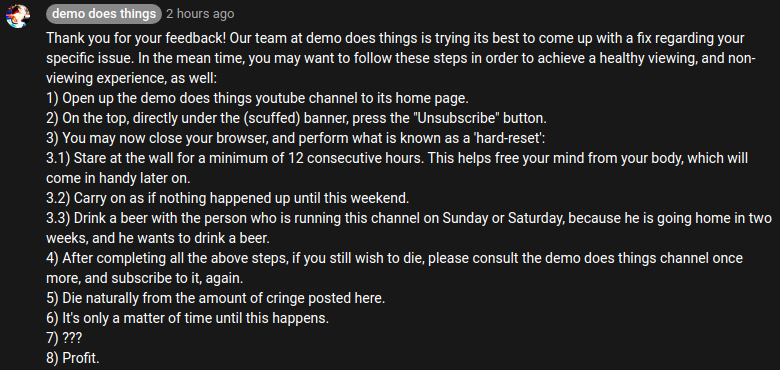 demo does things 2 hours ago
Thank you for your feedback! Our team at demo does things is trying its best to come up with a fix regarding your
specific issue. In the mean time, you may want to follow these steps in order to achieve a healthy viewing, and non-
viewing experience, as well:
1) Open up the demo does things youtube channel to its home page.
2) On the top, directly under the (scuffed) banner, press the "Unsubscribe" button.
3) You may now close your browser, and perform what is known as a 'hard-reset':
3.1) Stare at the wall for a minimum of 12 consecutive hours. This helps free your mind from your body, which will
come in handy later on.
3.2) Carry on as if nothing happened up until this weekend.
3.3) Drink a beer with the person who is running this channel on Sunday or Saturday, because he is going home in two
weeks, and he wants to drink a beer.
4) After completing all the above steps, if you still wish to die, please consult the demo does things channel once
more, and subscribe to it, again.
5) Die naturally from the amount of cringe posted here.
6) It's only a matter of time until this happens.
7) ???
8) Profit.